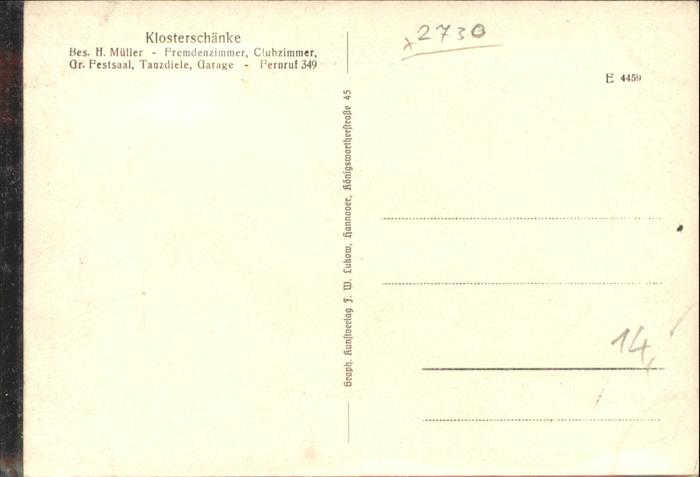 Klosterschänke
Bes. H. Müller - Fremdenzimmer, Clubzimmer,
Gr. Festsaal, Tanzdiele, Garage - Fernruf 349
x2730
E 4459
Graph. Kunstverlag F. W. Lukow, Hannover, Königswortherstraße 45
14,